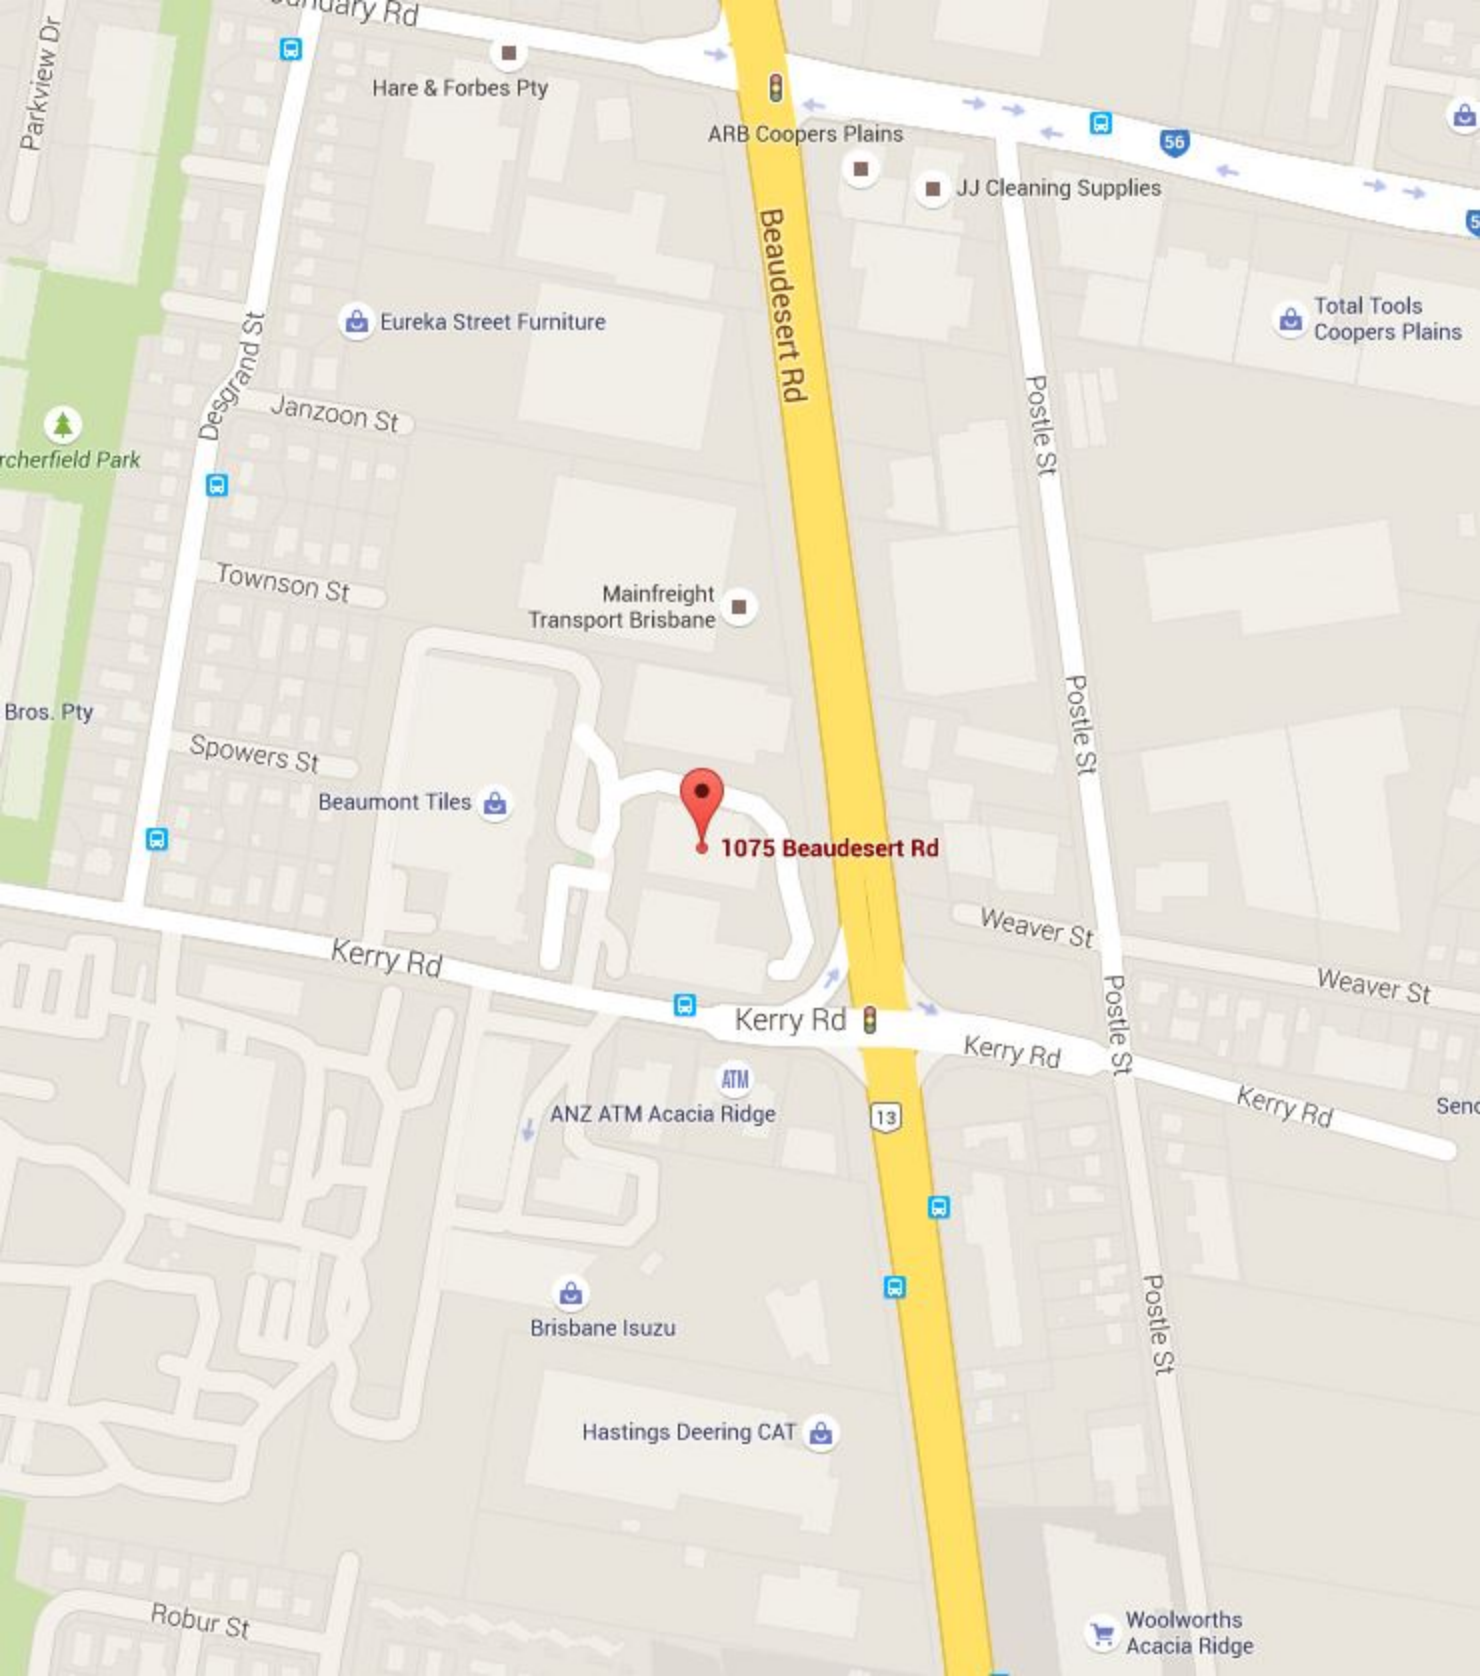 Parkview Dr
Rd
Hare & Forbes Pty
ARB Coopers Plains
56
JJ Cleaning Supplies
Beaudesert Rd
Total Tools
Coopers Plains
Eureka Street Furniture
Desgrand St
Janzoon St
Postle St
rcherfield Park
Townson St
Mainfreight
Transport Brisbane
Bros. Pty
Spowers St
Postle St
Beaumont Tiles
1075 Beaudesert Rd
Weaver St
Kerry Rd
Weaver St
Kerry Rd
Postle St
Kerry Rd
ATM
ANZ ATM Acacia Ridge
13
Kerry Rd
Brisbane Isuzu
Postle St
Hastings Deering CAT
Robur St
Woolworths
Acacia Ridge